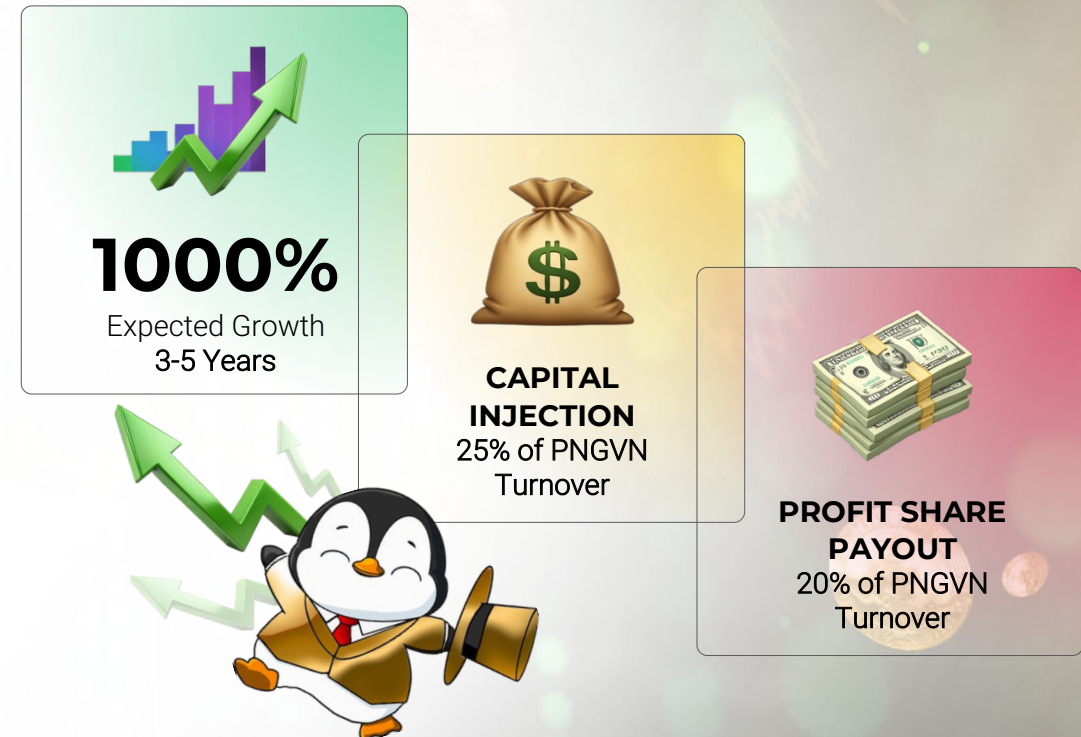 1000%
Expected Growth
3-5 Years
CAPITAL
INJECTION
25% of PNGVN
Turnover
PROFIT SHARE
PAYOUT
20% of PNGVN
Turnover
$